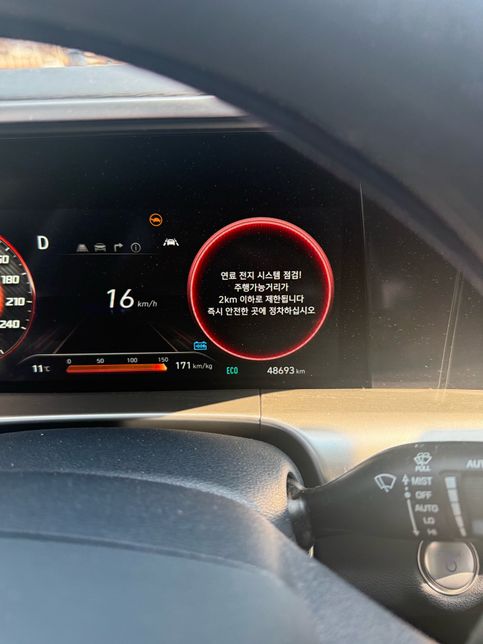 D
180
210
240
16 km/h
연료 전지 시스템 점검!
주행가능거리가
2km 이하로 제한됩니다
즉시 안전한 곳에 정차하십시오
0 50 100 150
11℃
171 km/kg
ECO
48693 km
PULL
MIST
OFF
AUTO
LO
HI